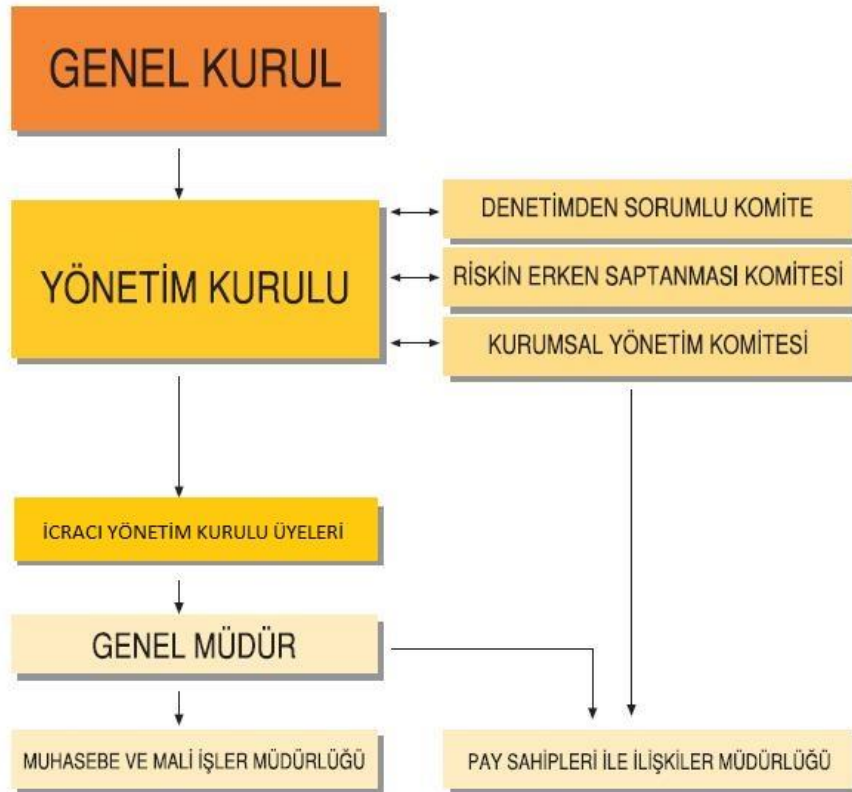 GENEL KURUL
YÖNETİM KURULU
DENETİMDEN SORUMLU KOMİTE
RİSKİN ERKEN SAPTANMASI KOMİTESİ
KURUMSAL YÖNETİM KOMİTESİ
İCRACI YÖNETİM KURULU ÜYELERİ
GENEL MÜDÜR
MUHASEBE VE MALİ İŞLER MÜDÜRLÜĞÜ
PAY SAHİPLERİ İLE İLİŞKİLER MÜDÜRLÜĞÜ